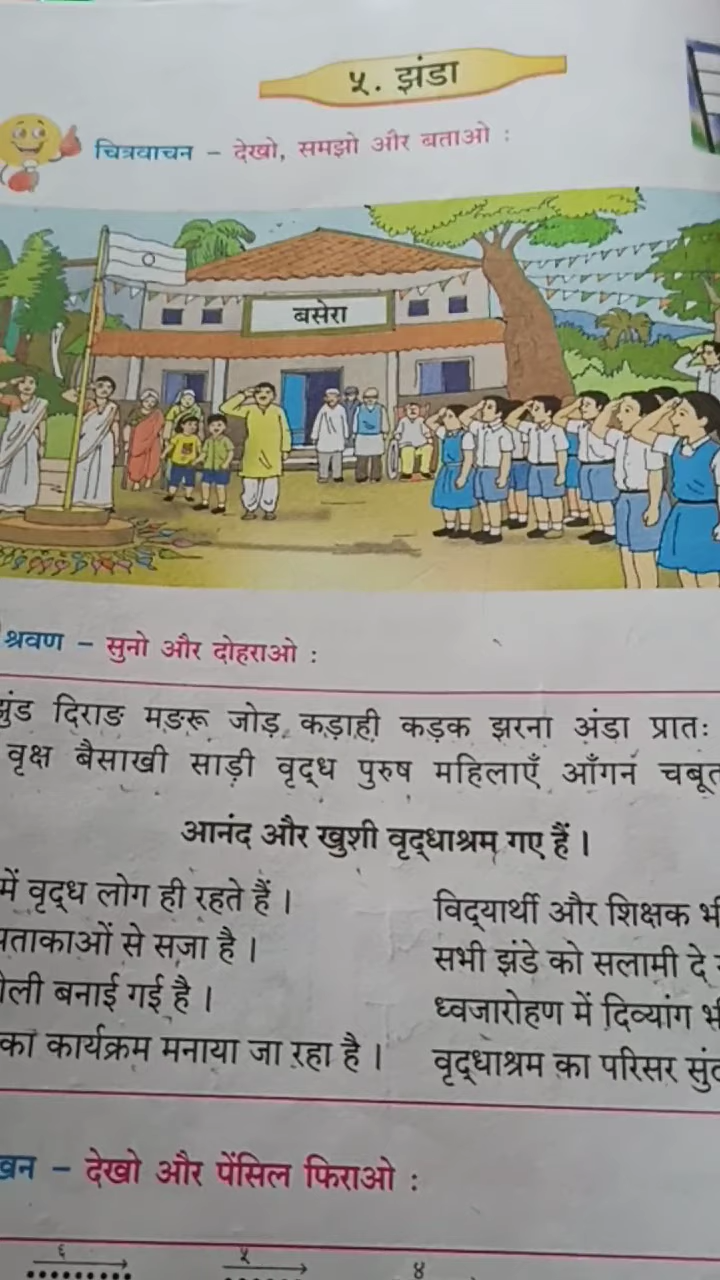 ५. झंडा
चित्रवाचन – देखो, समझो और बताओ :
बसेरा
श्रवण – सुनो और दोहराओ :
दिराङ मङरू जोड़ कड़ाही कड़क झरना अंडा प्रातः
वृक्ष बैसाखी साड़ी वृद्ध पुरुष महिलाएँ आँगन
आनंद और खुशी वृद्धाश्रम गए हैं ।
में वृद्ध लोग ही रहते हैं ।
विद्यार्थी और शिक्षक
से सजा है ।
सभी झंडे को सलामी दे
बनाई गई है ।
ध्वजारोहण में दिव्यांग
का कार्यक्रम मनाया जा रहा है ।
वृद्धाश्रम का परिसर
– देखो और पेंसिल फिराओ :
६ ५ ४